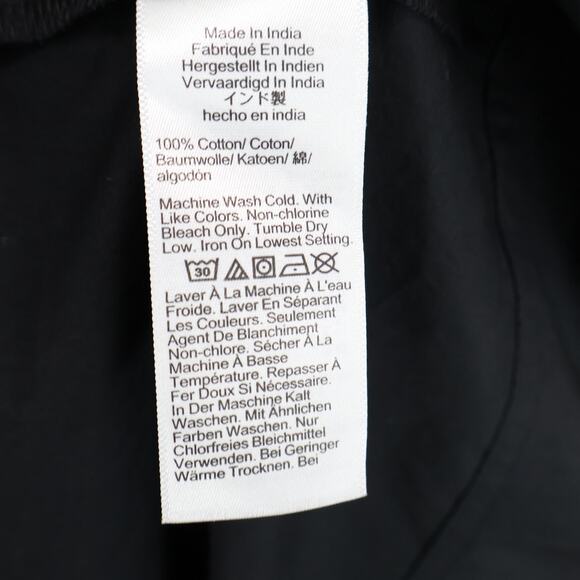 Made In India
Fabriqué En Inde
Hergestellt In Indien
Vervaardigd In India
インド製
hecho en india
100% Cotton/ Coton/
Baumwolle/ Katoen/ 綿/
algodón
Machine Wash Cold. With
Like Colors. Non-chlorine
Bleach Only. Tumble Dry
Low. Iron On Lowest Setting.
30
Laver À La Machine À L'eau
Froide. Laver En Séparant
Les Couleurs. Seulement
Agent De Blanchiment
Non-chlore. Sécher À La
Machine À Basse
Température. Repasser À
Fer Doux Si Nécessaire.
In Der Maschine Kalt
Waschen. Mit Ähnlichen
Farben Waschen. Nur
Chlorfreies Bleichmittel
Verwenden. Bei Geringer
Wärme Trocknen. Bei